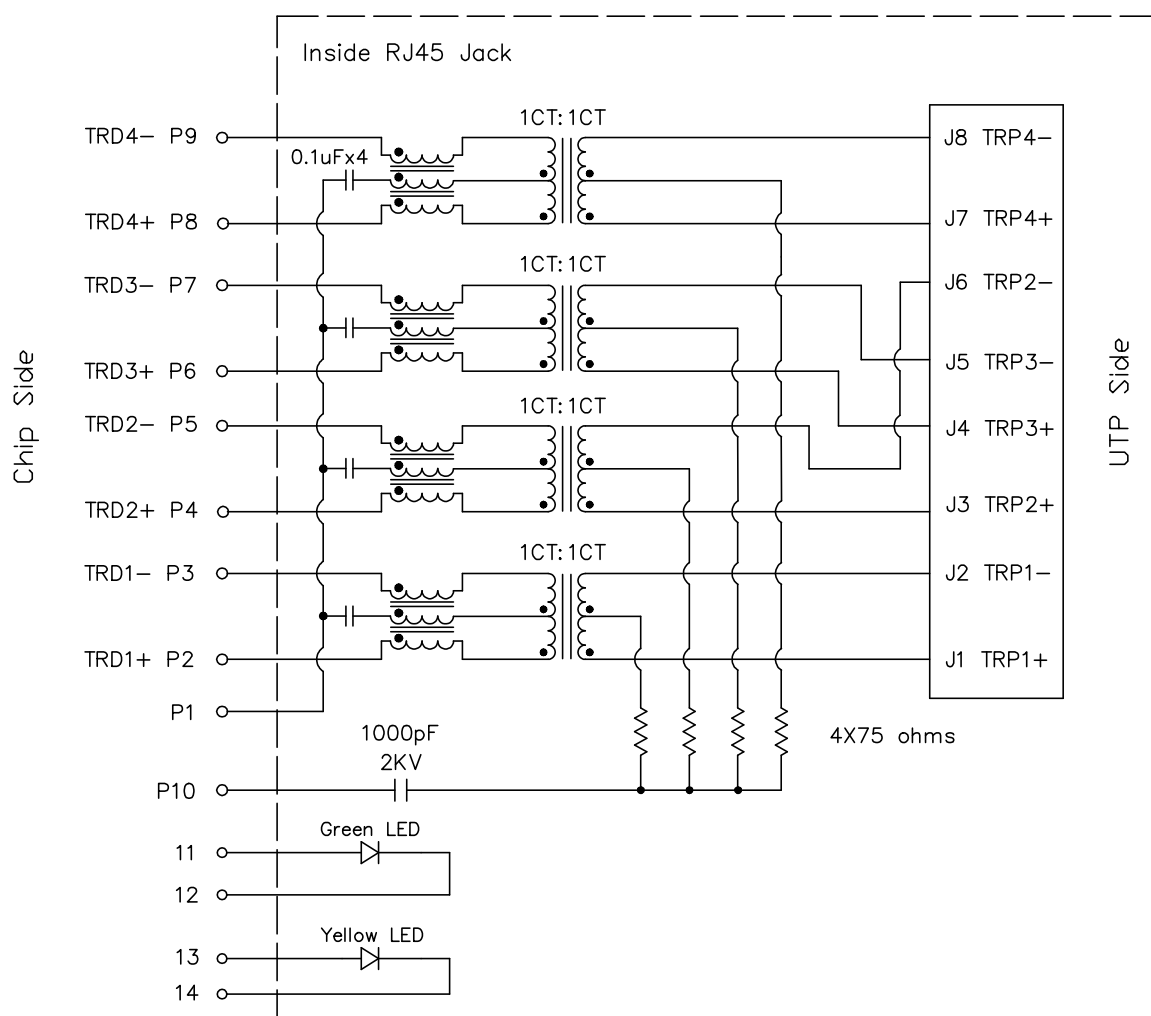 Inside RJ45 Jack
1CT:1CT
TRD4- P9
J8 TRP4-
0.1uFx4
TRD4+ P8
J7 TRP4+
1CT:1CT
TRD3- P7
J6 TRP2-
J5 TRP3-
TRD3+ P6
1CT:1CT
TRD2- P5
J4 TRP3+
Chip Side
UTP Side
TRD2+ P4
J3 TRP2+
1CT:1CT
TRD1- P3
J2 TRP1-
TRD1+ P2
J1 TRP1+
P1
1000pF
2KV
4X75 ohms
P10
Green LED
11
12
Yellow LED
13
14